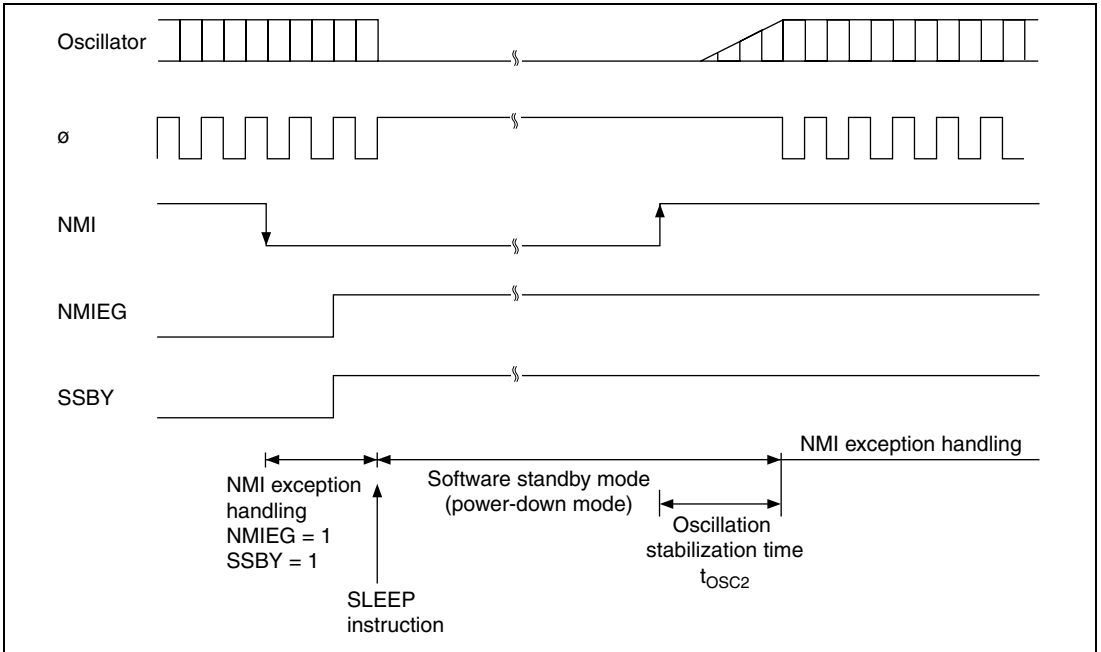 Oscillator
ø
NMI
NMIEG
SSBY
NMI exception handling
NMI exception
handling
NMIEG = 1
SSBY = 1
Software standby mode
(power-down mode)
Oscillation
stabilization time
tOSC2
SLEEP
instruction